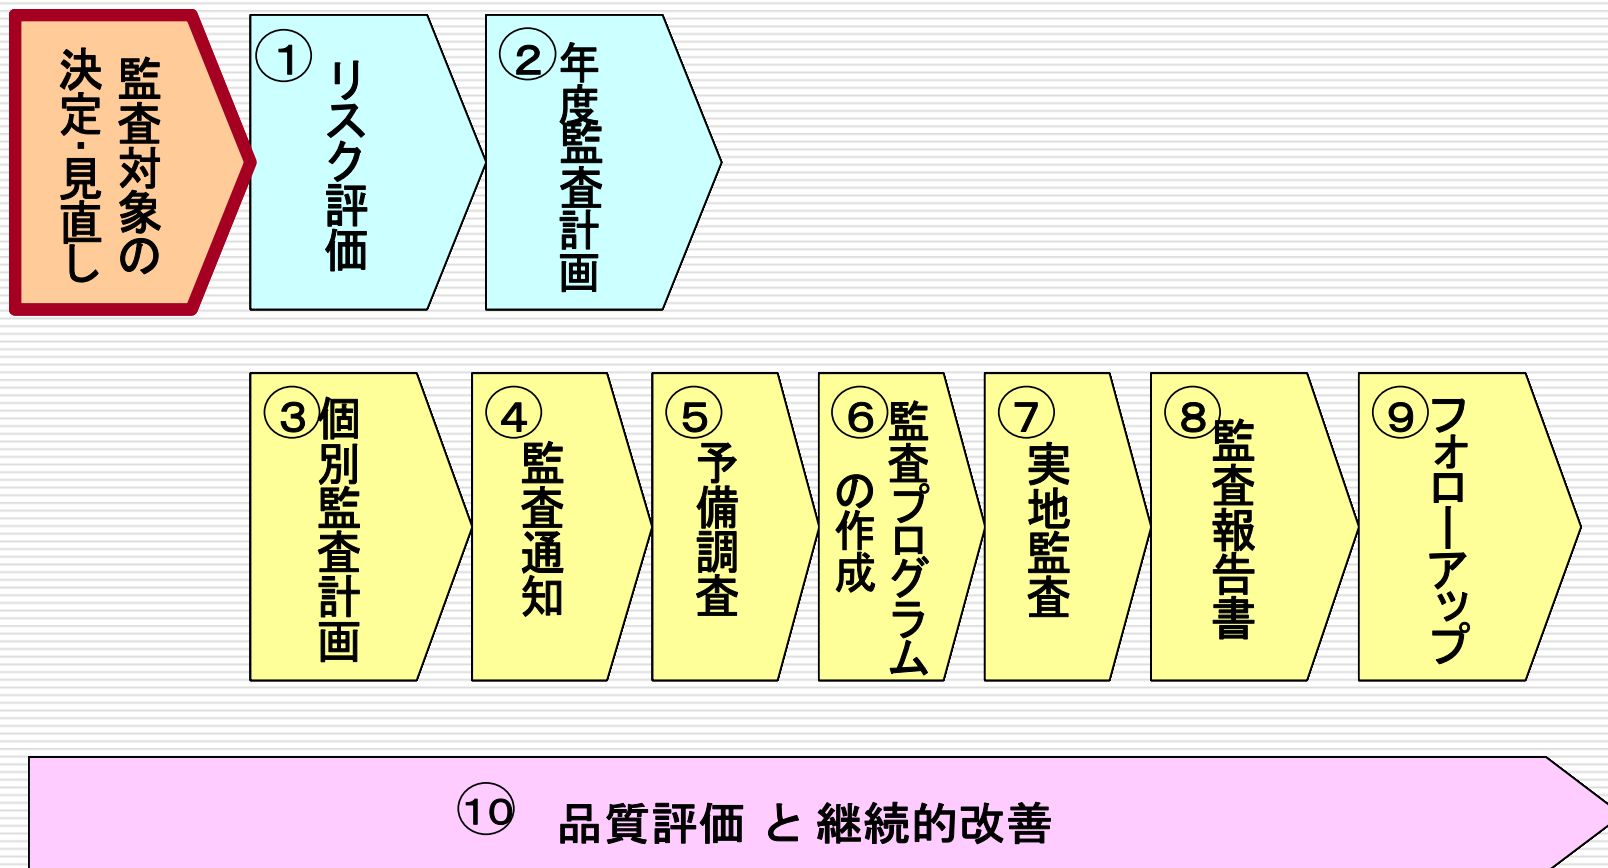 監査対象の
決定・見直し
①
リスク評価
②
年度監査計画
③
個別監査計画
④
監査通知
⑤
予備調査
⑥
監査プログラム
の作成
⑦
実地監査
⑧
監査報告書
⑨
フォローアップ
⑩ 品質評価 と 継続的改善